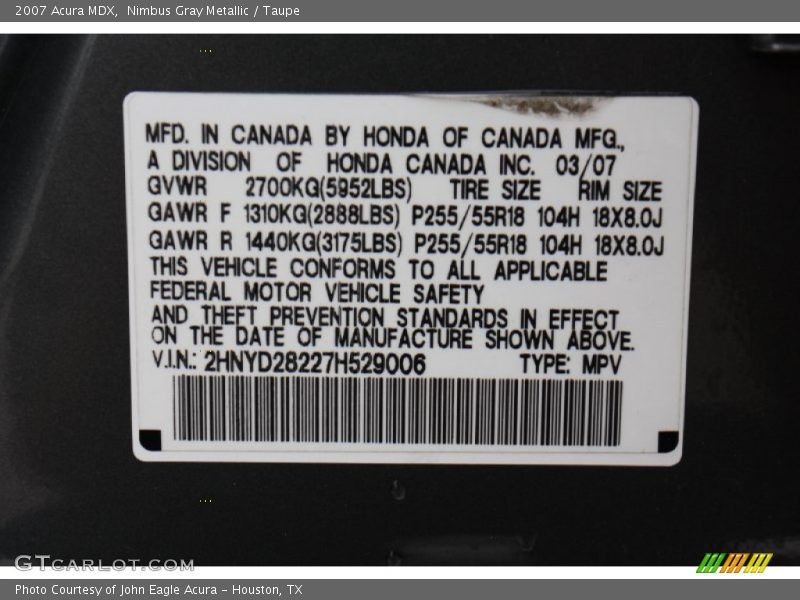 2007 Acura MDX, Nimbus Gray Metallic / Taupe
MFD. IN CANADA BY HONDA OF CANADA MFG.,
A DIVISION OF HONDA CANADA INC. 03/07
GVWR 2700KG(5952LBS) TIRE SIZE RIM SIZE
GAWR F 1310KG(2888LBS) P255/55R18 104H 18X8.0J
GAWR R 1440KG(3175LBS) P255/55R18 104H 18X8.0J
THIS VEHICLE CONFORMS TO ALL APPLICABLE
FEDERAL MOTOR VEHICLE SAFETY
AND THEFT PREVENTION STANDARDS IN EFFECT
ON THE DATE OF MANUFACTURE SHOWN ABOVE.
V.I.N.: 2HNYD28227H529006 TYPE: MPV
GTCARLOT.COM
Photo Courtesy of John Eagle Acura - Houston, TX